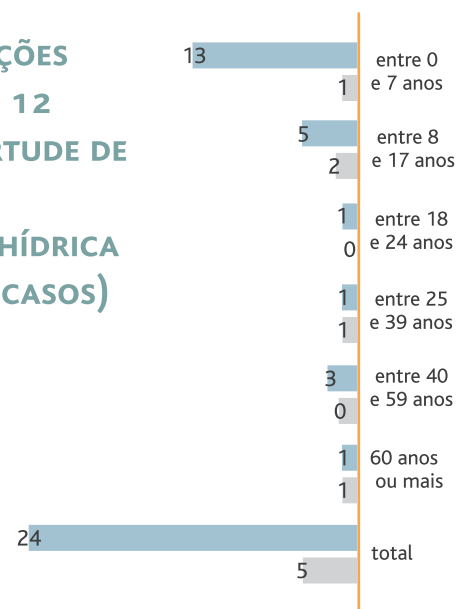 ÇÕES
12
RTUDE DE
HÍDRICA
CASOS)
13
entre 0
1
e 7 anos
5
entre 8
2
e 17 anos
1
entre 18
0
e 24 anos
1
entre 25
1
e 39 anos
3
entre 40
0
e 59 anos
1
60 anos
1
ou mais
24
total
5